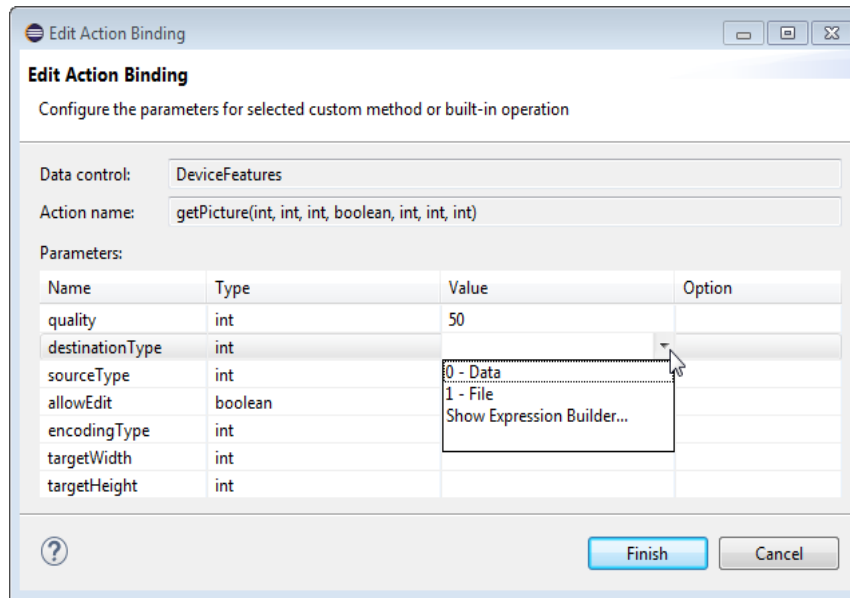 Edit Action Binding
Edit Action Binding
Configure the parameters for selected custom method or built-in operation
Data control: DeviceFeatures
Action name: getPicture(int, int, int, boolean, int, int, int)
Parameters:
Name Type Value Option
quality int 50
destinationType int
sourceType int 0 - Data
allowEdit boolean 1 - File
encodingType int Show Expression Builder...
targetWidth int
targetHeight int
? Finish Cancel